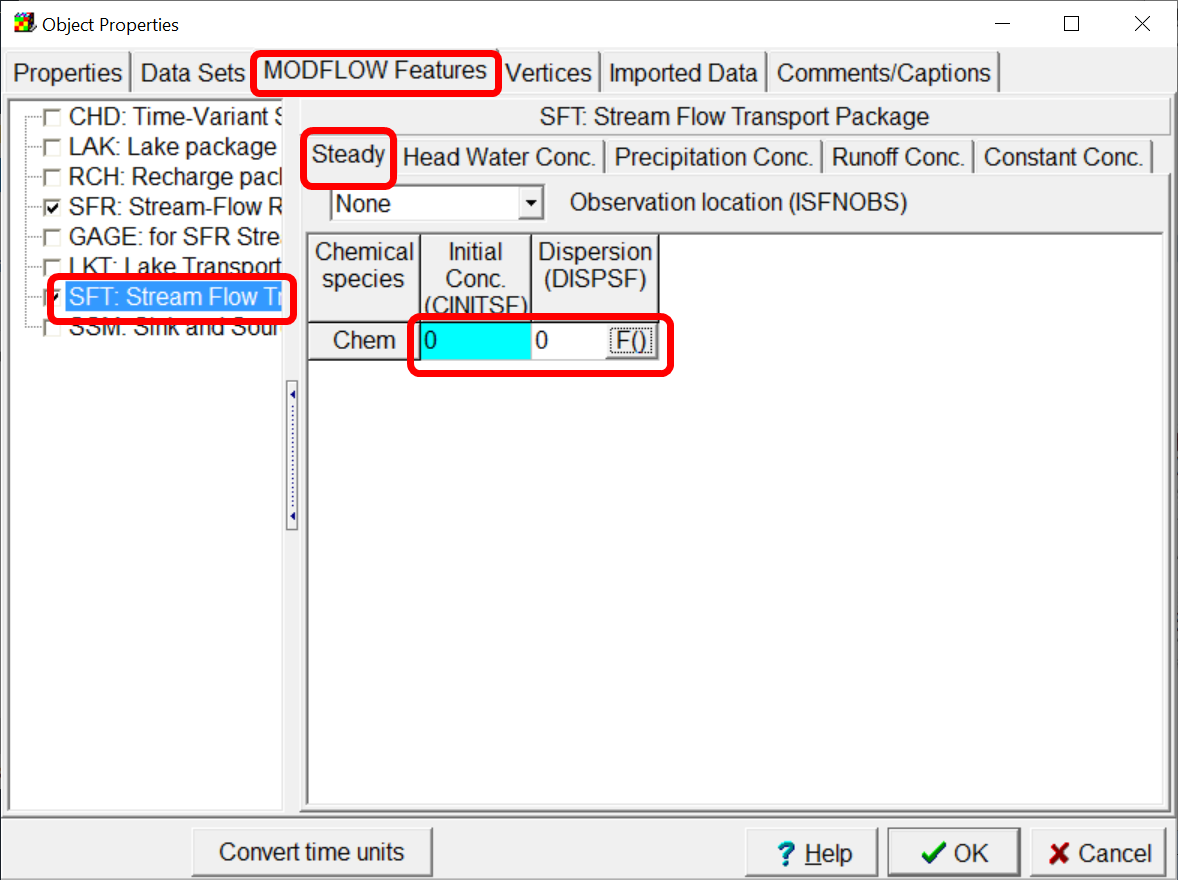 Object Properties
Properties Data Sets MODFLOW Features Vertices Imported Data Comments/Captions
CHD: Time-Variant S
LAK: Lake package
RCH: Recharge pac
SFR: Stream-Flow R
GAGE: for SFR Stre
LKT: Lake Transport
SFT: Stream Flow Tr
SSM: Sink and Sour
SFT: Stream Flow Transport Package
Steady Head Water Conc. Precipitation Conc. Runoff Conc. Constant Conc.
None Observation location (ISFNOBS)
Chemical species Initial Conc. (CINITSF) Dispersion (DISPSF)
Chem 0 0 F()
Convert time units ? Help OK Cancel